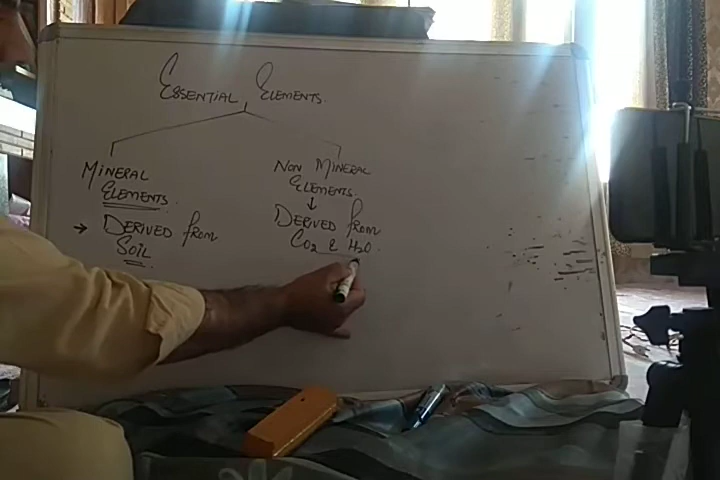 Essential Elements.
Mineral
Elements.
→ Derived from
Soil
Non Mineral
Elements.
↓
Derived from
Co2 & H2O.